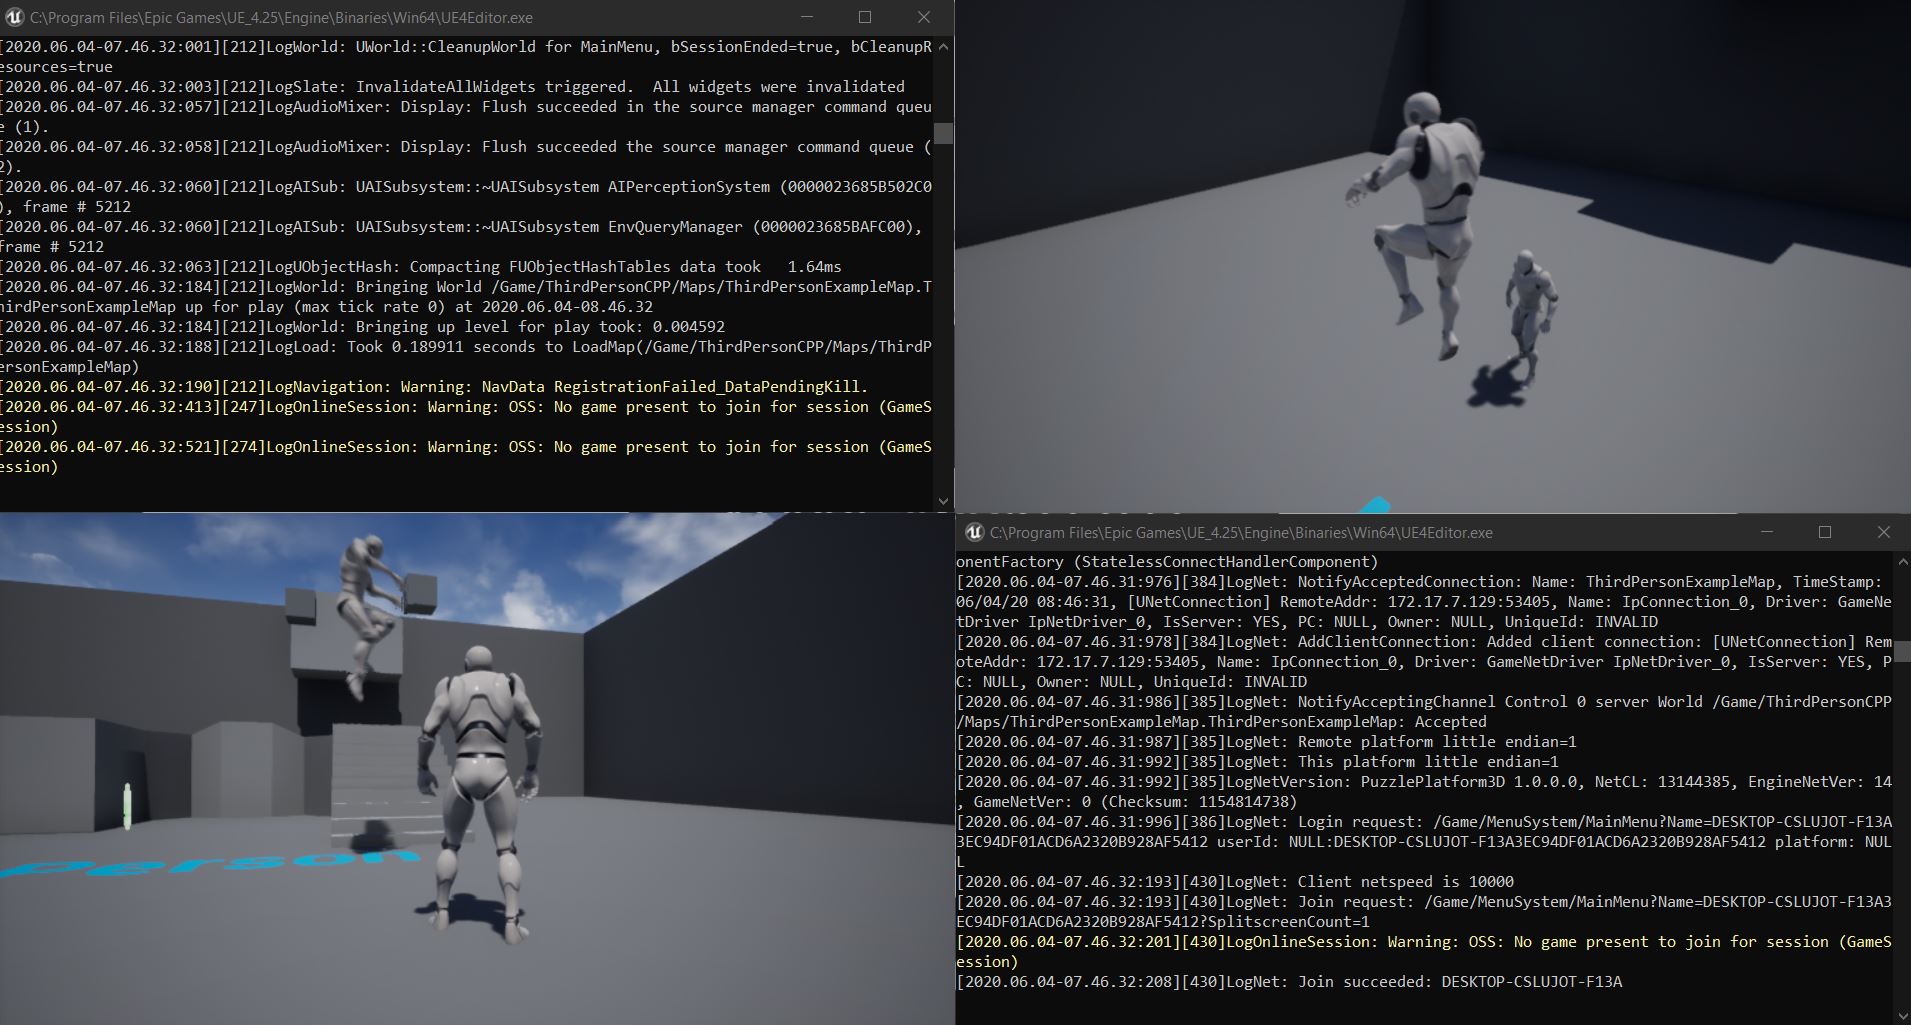 C:\Program Files\Epic Games\UE_4.25\Engine\Binaries\Win64\UE4Editor.exe
[2020.06.04-07.46.32:001][212]LogWorld: UWorld::CleanupWorld for MainMenu, bSessionEnded=true, bCleanupR
esources=true
[2020.06.04-07.46.32:003][212]LogSlate: InvalidateAllWidgets triggered.  All widgets were invalidated
[2020.06.04-07.46.32:057][212]LogAudioMixer: Display: Flush succeeded in the source manager command queu
e (1).
[2020.06.04-07.46.32:058][212]LogAudioMixer: Display: Flush succeeded the source manager command queue (
2).
[2020.06.04-07.46.32:060][212]LogAISub: UAISubsystem::~UAISubsystem AIPerceptionSystem (0000023685B502C0
), frame # 5212
[2020.06.04-07.46.32:060][212]LogAISub: UAISubsystem::~UAISubsystem EnvQueryManager (0000023685BAFC00),
frame # 5212
[2020.06.04-07.46.32:063][212]LogUObjectHash: Compacting FUObjectHashTables data took   1.64ms
[2020.06.04-07.46.32:184][212]LogWorld: Bringing World /Game/ThirdPersonCPP/Maps/ThirdPersonExampleMap.T
hirdPersonExampleMap up for play (max tick rate 0) at 2020.06.04-08.46.32
[2020.06.04-07.46.32:184][212]LogWorld: Bringing up level for play took: 0.004592
[2020.06.04-07.46.32:188][212]LogLoad: Took 0.189911 seconds to LoadMap(/Game/ThirdPersonCPP/Maps/ThirdP
ersonExampleMap)
[2020.06.04-07.46.32:190][212]LogNavigation: Warning: NavData RegistrationFailed_DataPendingKill.
[2020.06.04-07.46.32:413][247]LogOnlineSession: Warning: OSS: No game present to join for session (GameS
ession)
[2020.06.04-07.46.32:521][274]LogOnlineSession: Warning: OSS: No game present to join for session (GameS
ession)
person
C:\Program Files\Epic Games\UE_4.25\Engine\Binaries\Win64\UE4Editor.exe
onentFactory (StatelessConnectHandlerComponent)
[2020.06.04-07.46.31:976][384]LogNet: NotifyAcceptedConnection: Name: ThirdPersonExampleMap, TimeStamp:
06/04/20 08:46:31, [UNetConnection] RemoteAddr: 172.17.7.129:53405, Name: IpConnection_0, Driver: GameNe
tDriver IpNetDriver_0, IsServer: YES, PC: NULL, Owner: NULL, UniqueId: INVALID
[2020.06.04-07.46.31:978][384]LogNet: AddClientConnection: Added client connection: [UNetConnection] Rem
oteAddr: 172.17.7.129:53405, Name: IpConnection_0, Driver: GameNetDriver IpNetDriver_0, IsServer: YES, P
C: NULL, Owner: NULL, UniqueId: INVALID
[2020.06.04-07.46.31:986][385]LogNet: NotifyAcceptingChannel Control 0 server World /Game/ThirdPersonCPP
/Maps/ThirdPersonExampleMap.ThirdPersonExampleMap: Accepted
[2020.06.04-07.46.31:987][385]LogNet: Remote platform little endian=1
[2020.06.04-07.46.31:992][385]LogNet: This platform little endian=1
[2020.06.04-07.46.31:992][385]LogNetVersion: PuzzlePlatform3D 1.0.0.0, NetCL: 13144385, EngineNetVer: 14
, GameNetVer: 0 (Checksum: 1154814738)
[2020.06.04-07.46.31:996][386]LogNet: Login request: /Game/MenuSystem/MainMenu?Name=DESKTOP-CSLUJOT-F13A
3EC94DF01ACD6A2320B928AF5412 userId: NULL:DESKTOP-CSLUJOT-F13A3EC94DF01ACD6A2320B928AF5412 platform: NUL
L
[2020.06.04-07.46.32:193][430]LogNet: Client netspeed is 10000
[2020.06.04-07.46.32:193][430]LogNet: Join request: /Game/MenuSystem/MainMenu?Name=DESKTOP-CSLUJOT-F13A3
EC94DF01ACD6A2320B928AF5412?SplitscreenCount=1
[2020.06.04-07.46.32:201][430]LogOnlineSession: Warning: OSS: No game present to join for session (GameS
ession)
[2020.06.04-07.46.32:208][430]LogNet: Join succeeded: DESKTOP-CSLUJOT-F13A